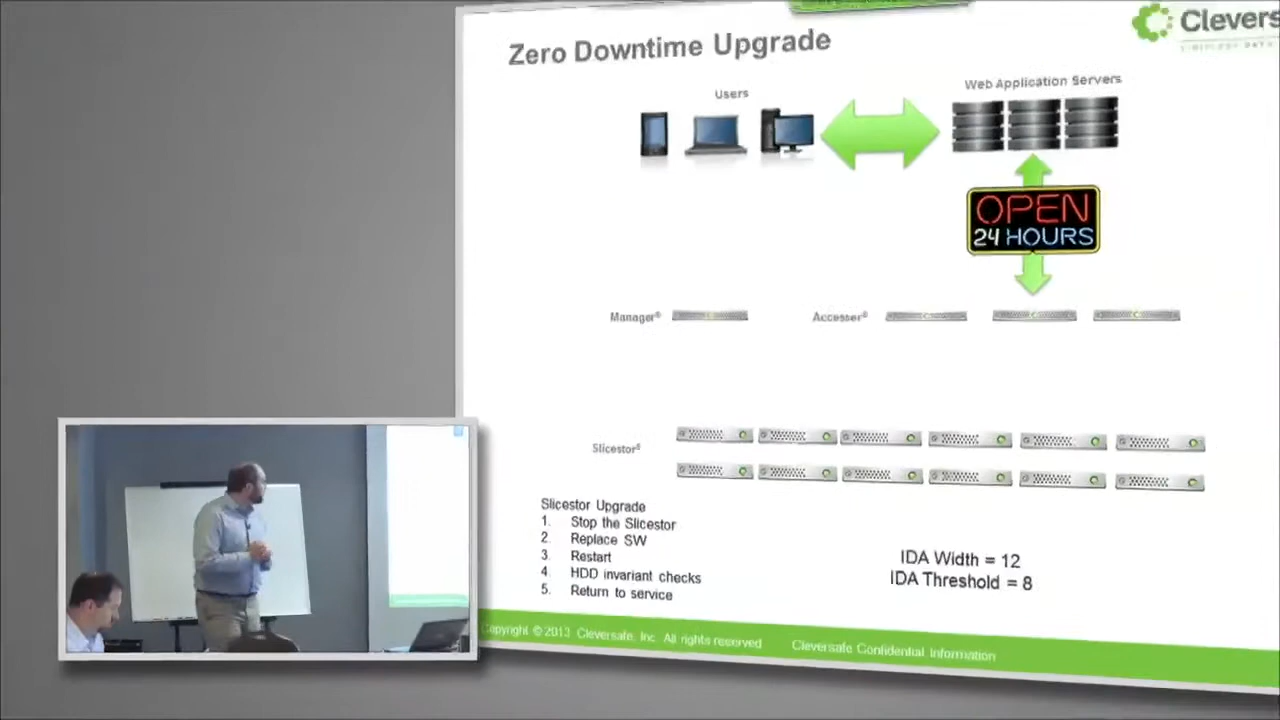 Zero Downtime Upgrade
Users
Web Application Servers
OPEN
24 HOURS
Manager®
Accesser®
Slicestor®
Slicestor Upgrade
1. Stop the Slicestor
2. Replace SW
3. Restart
4. HDD invariant checks
5. Return to service
IDA Width = 12
IDA Threshold = 8
Copyright © 2013 Cleversafe, Inc. All rights reserved
Cleversafe Confidential Information
Clevers